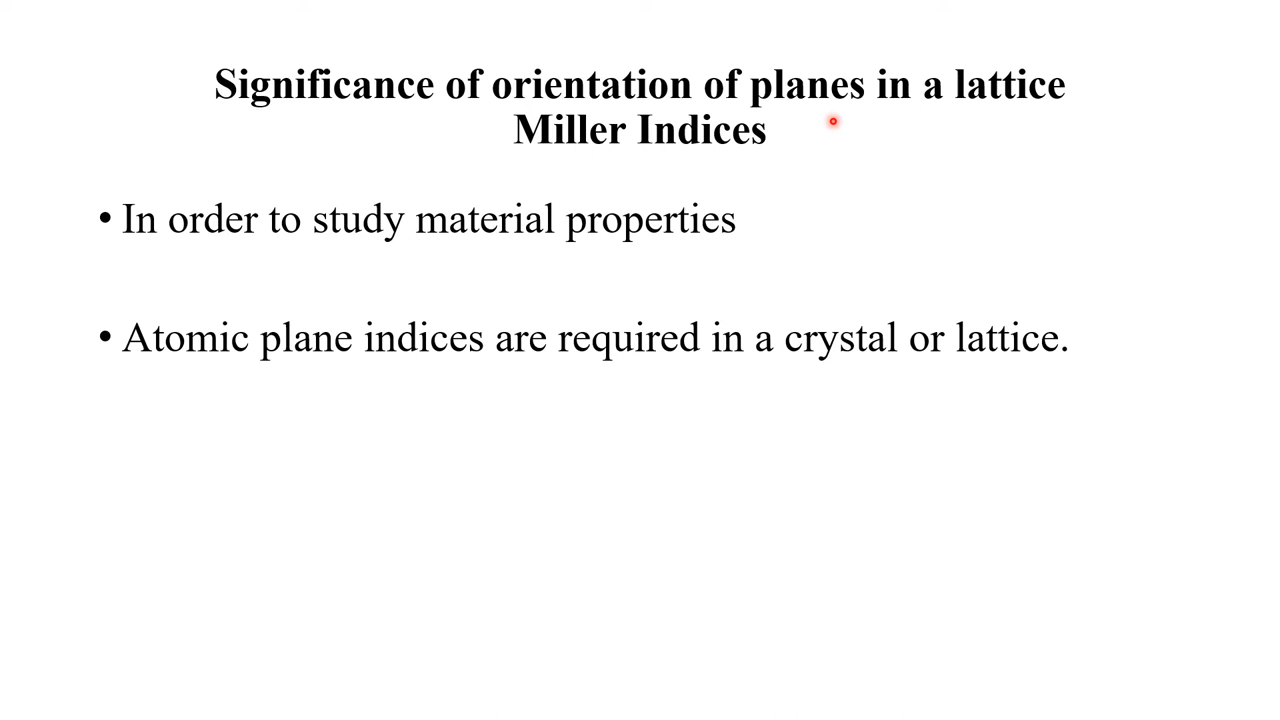 Significance of orientation of planes in a lattice
Miller Indices
• In order to study material properties
• Atomic plane indices are required in a crystal or lattice.